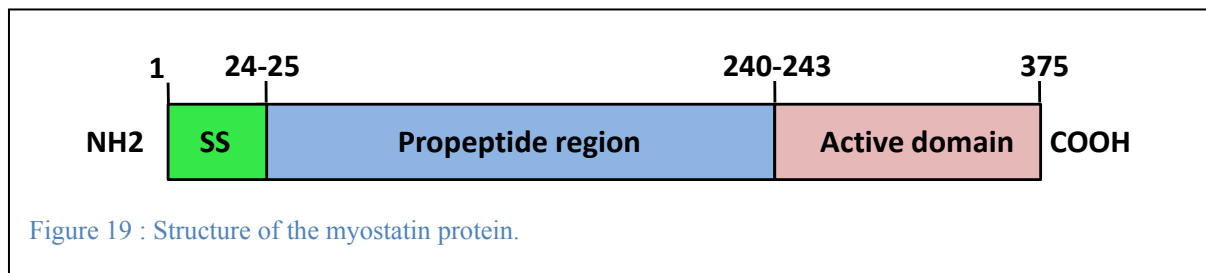 1 24-25 240-243 375
NH2 SS Propeptide region Active domain COOH
Figure 19 : Structure of the myostatin protein.